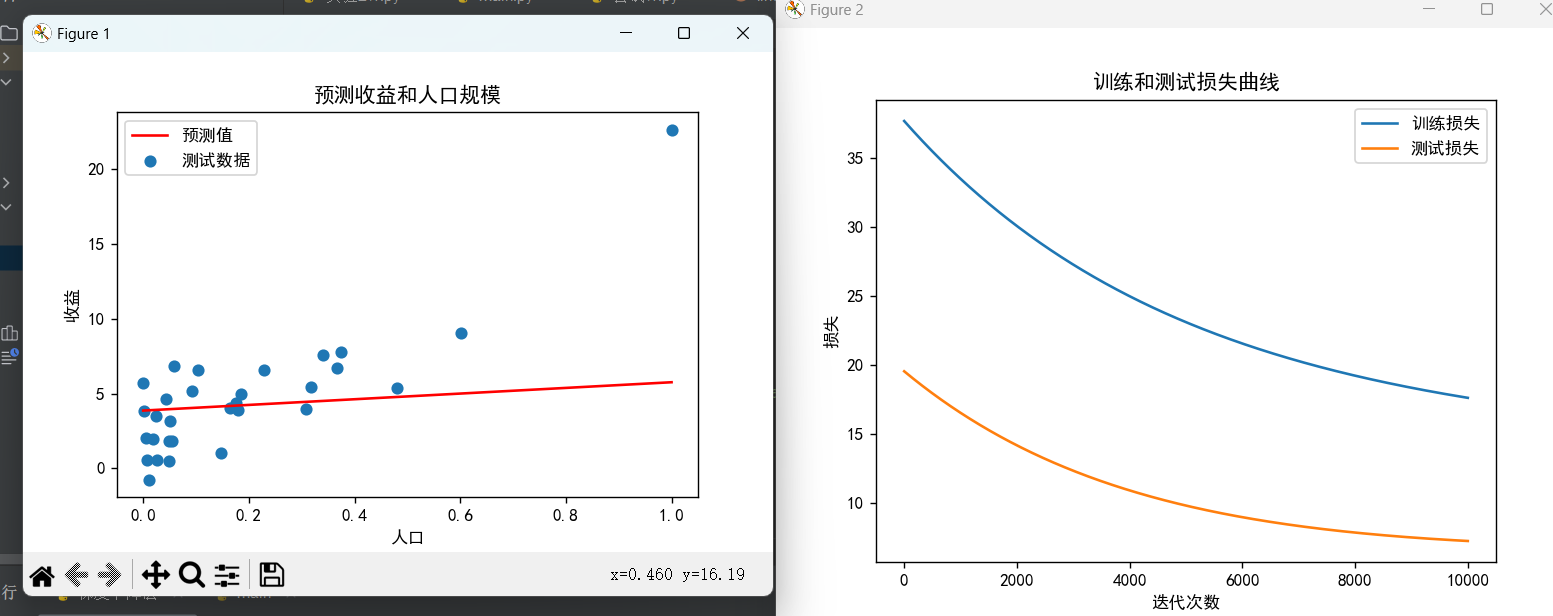 Figure 1
预测收益和人口规模
预测值
测试数据
20
15
10
5
0
收益
0.0 0.2 0.4 0.6 0.8 1.0
人口
x=0.460 y=16.19
行
Figure 2
训练和测试损失曲线
训练损失
测试损失
35
30
25
20
15
10
损失
0 2000 4000 6000 8000 10000
迭代次数